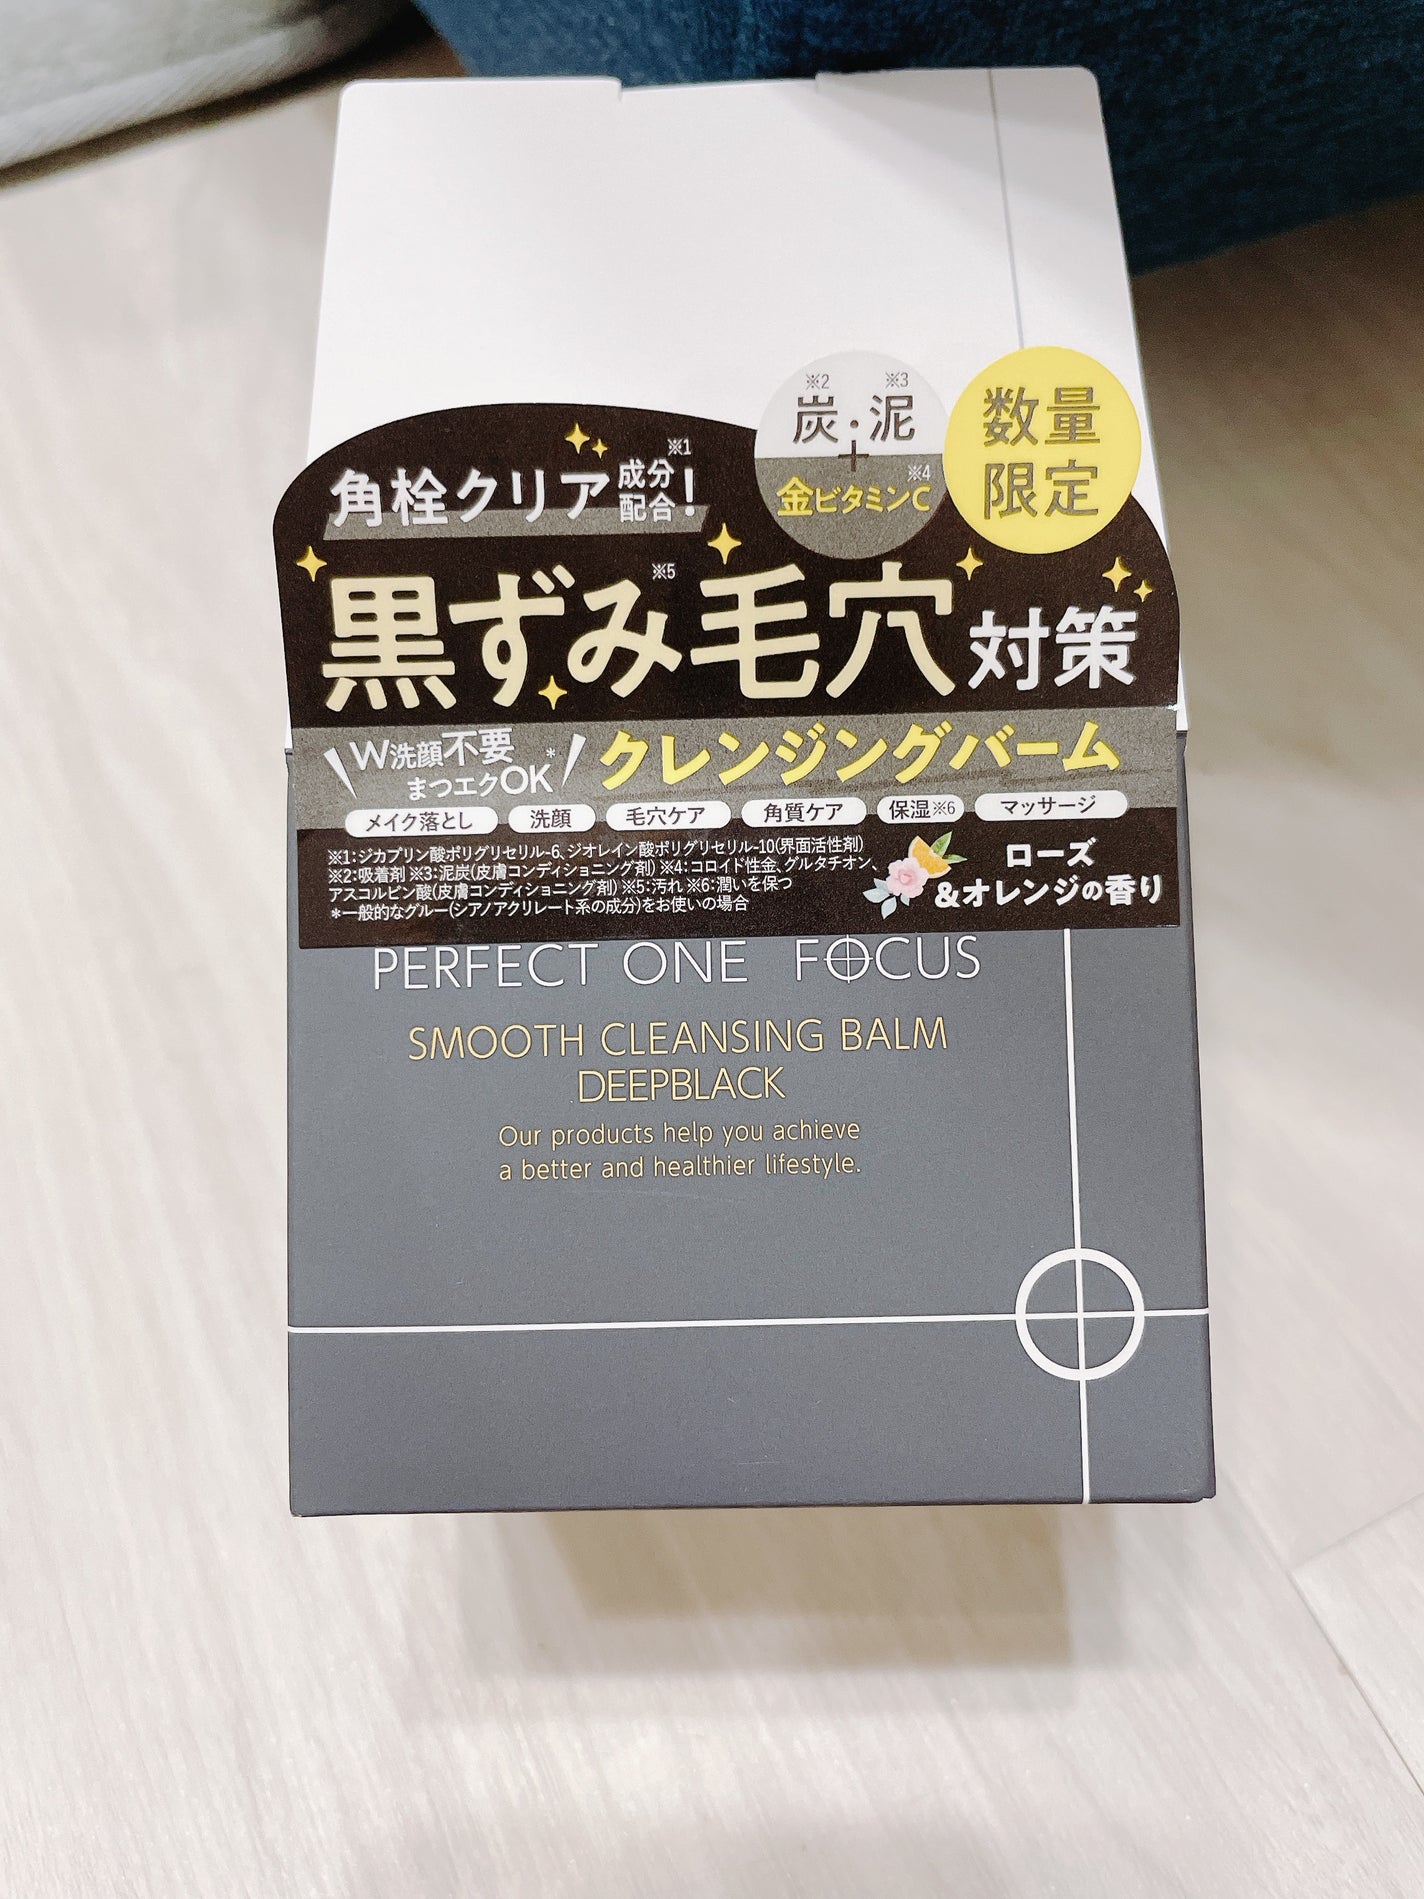 ※2 ※3
炭・泥
+
※4
金ビタミンC
数量
限定
角栓クリア成分配合!※1
黒ずみ※5毛穴対策
W洗顔不要
まつエクOK*
クレンジングバーム
メイク落とし 洗顔 毛穴ケア 角質ケア 保湿※6 マッサージ
※1:ジカプリン酸ポリグリセリル-6、ジオレイン酸ポリグリセリル-10(界面活性剤)
※2:吸着剤 ※3:泥炭(皮膚コンディショニング剤) ※4:コロイド性金、グルタチオン、
アスコルビン酸(皮膚コンディショニング剤) ※5:汚れ ※6:潤いを保つ
*一般的なグルー(シアノアクリレート系の成分)をお使いの場合
ローズ
&オレンジの香り
PERFECT ONE FOCUS
SMOOTH CLEANSING BALM
DEEPBLACK
Our products help you achieve
a better and healthier lifestyle.